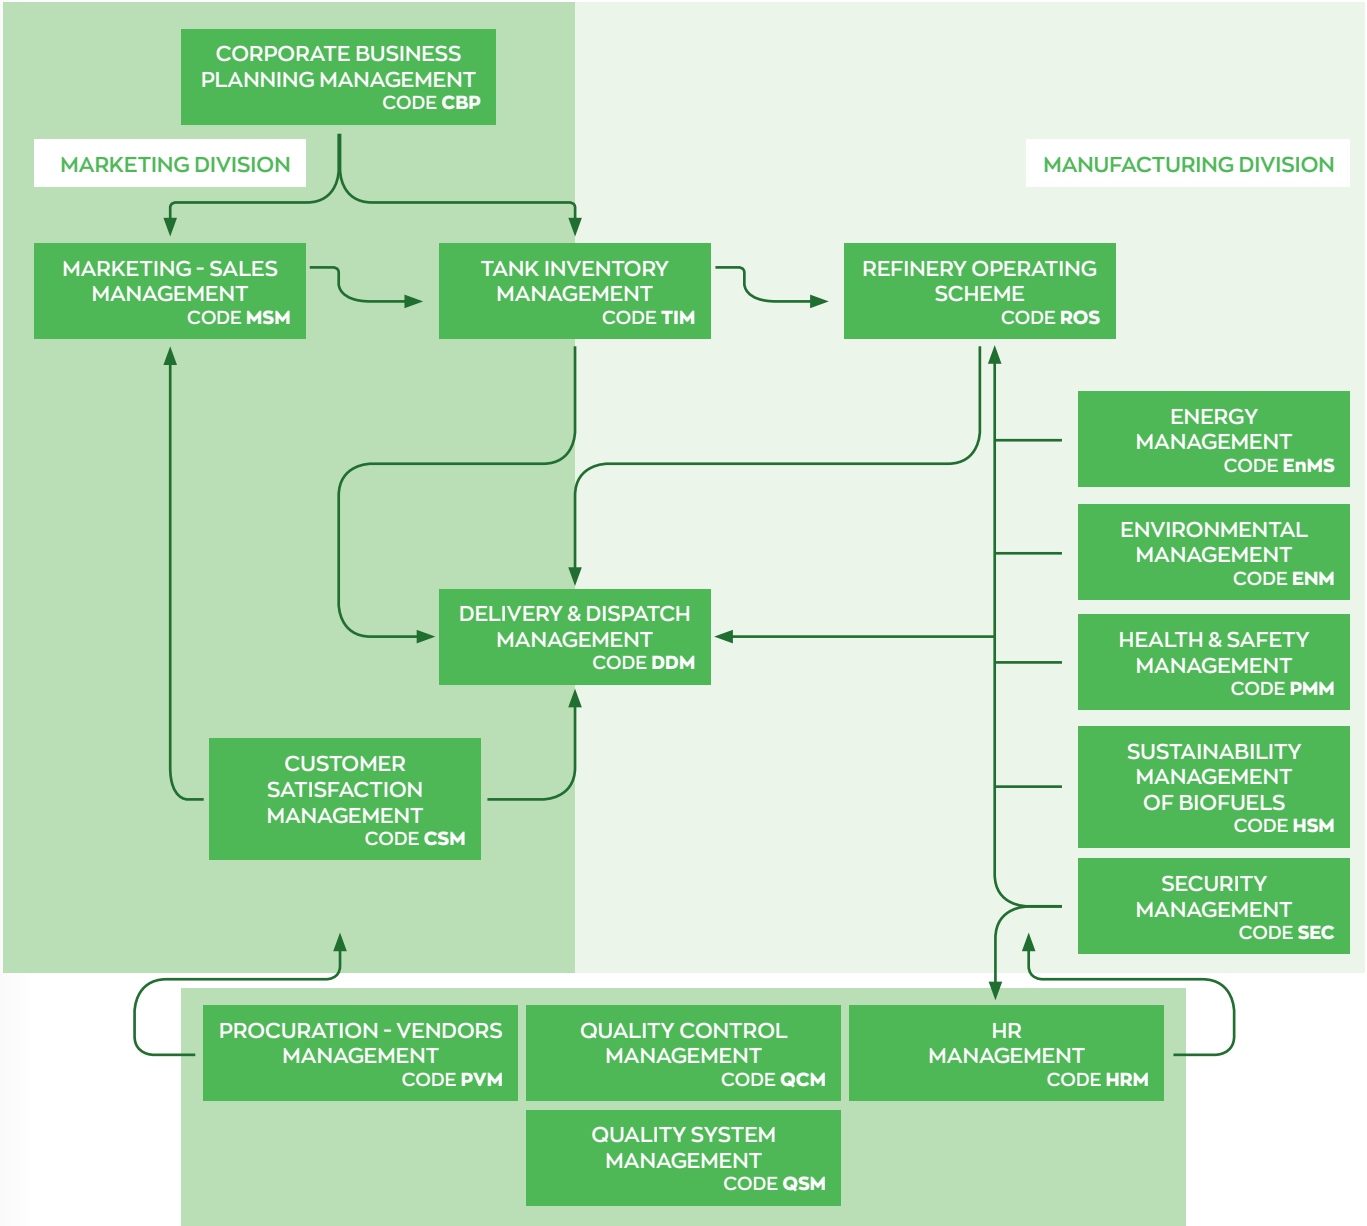 CORPORATE BUSINESS
PLANNING MANAGEMENT
CODE CBP
MARKETING DIVISION
MANUFACTURING DIVISION
MARKETING - SALES
MANAGEMENT
CODE MSM
TANK INVENTORY
MANAGEMENT
CODE TIM
REFINERY OPERATING
SCHEME
CODE ROS
ENERGY
MANAGEMENT
CODE EnMS
ENVIRONMENTAL
MANAGEMENT
CODE ENM
DELIVERY & DISPATCH
MANAGEMENT
CODE DDM
HEALTH & SAFETY
MANAGEMENT
CODE PMM
CUSTOMER
SATISFACTION
MANAGEMENT
CODE CSM
SUSTAINABILITY
MANAGEMENT
OF BIOFUELS
CODE HSM
SECURITY
MANAGEMENT
CODE SEC
PROCURATION - VENDORS
MANAGEMENT
CODE PVM
QUALITY CONTROL
MANAGEMENT
CODE QCM
HR
MANAGEMENT
CODE HRM
QUALITY SYSTEM
MANAGEMENT
CODE QSM